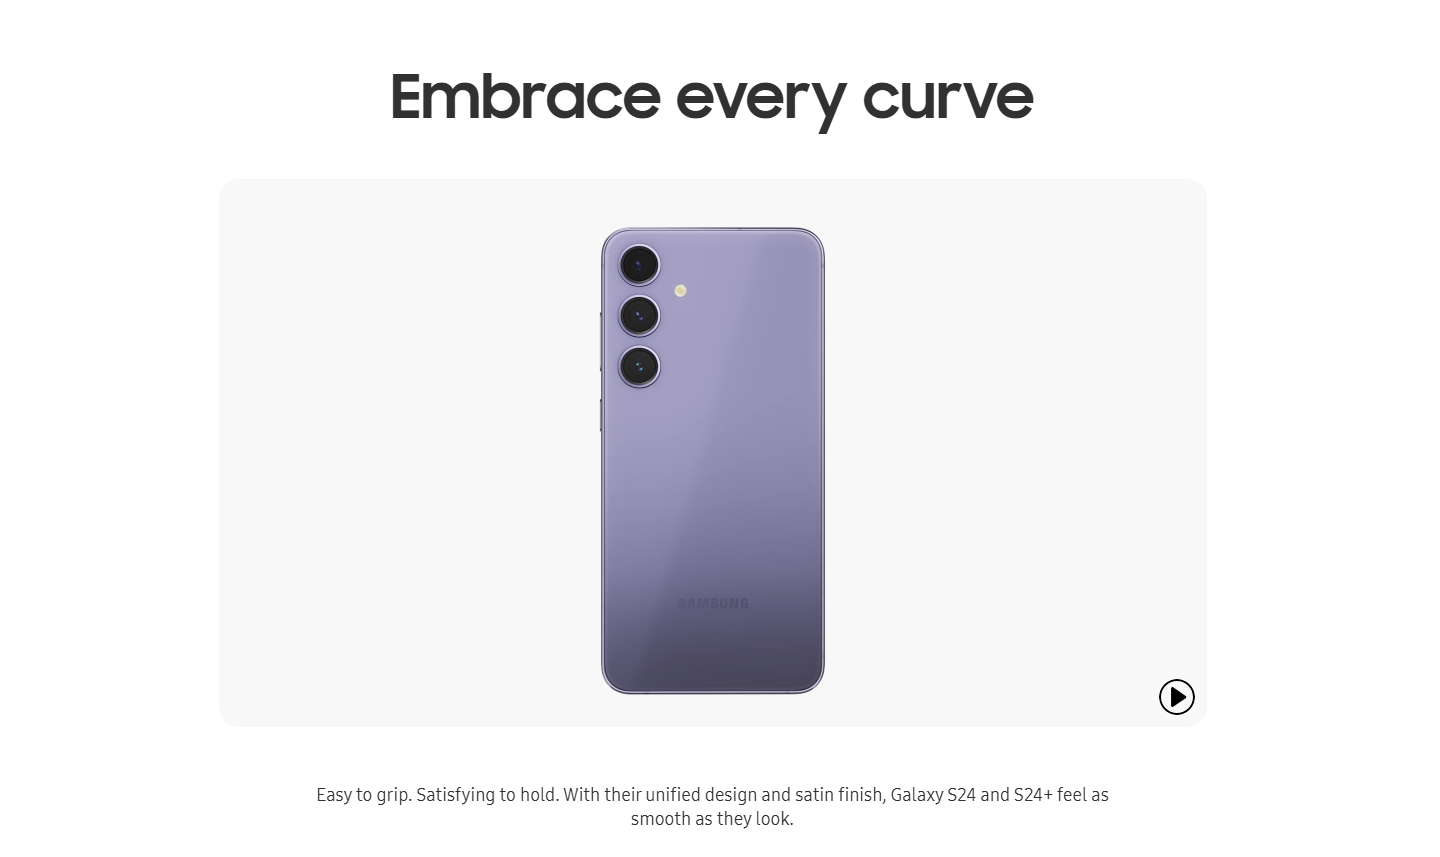 Embrace every curve
SAMSUNG
Easy to grip. Satisfying to hold. With their unified design and satin finish, Galaxy S24 and S24+ feel as
smooth as they look.